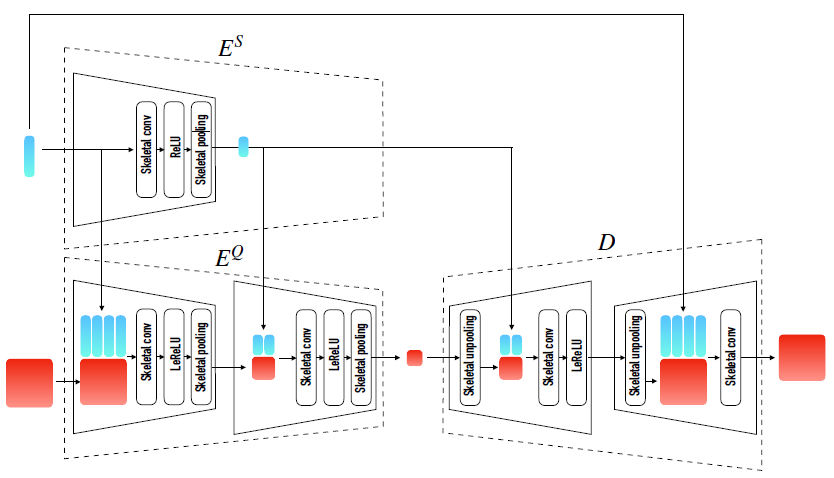 E^S
Skeletal conv
ReLU
Skeletal pooling
E^Q
D
Skeletal conv
LeReLU
Skeletal pooling
Skeletal conv
LeReLU
Skeletal pooling
Skeletal unpooling
Skeletal conv
LeReLU
Skeletal unpooling
Skeletal conv